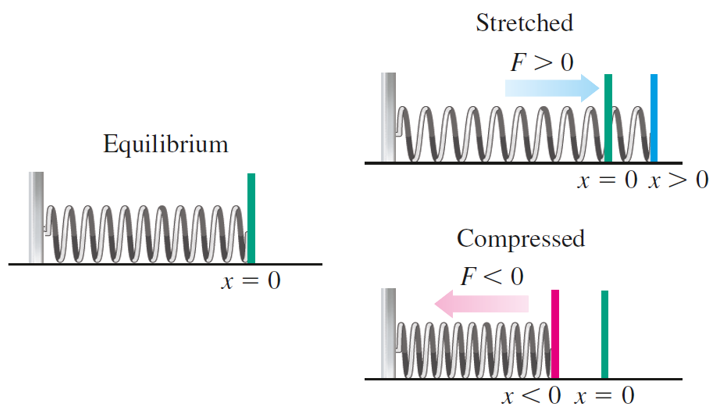 Equilibrium
x = 0
Stretched
F > 0
x = 0 x > 0
Compressed
F < 0
x < 0 x = 0